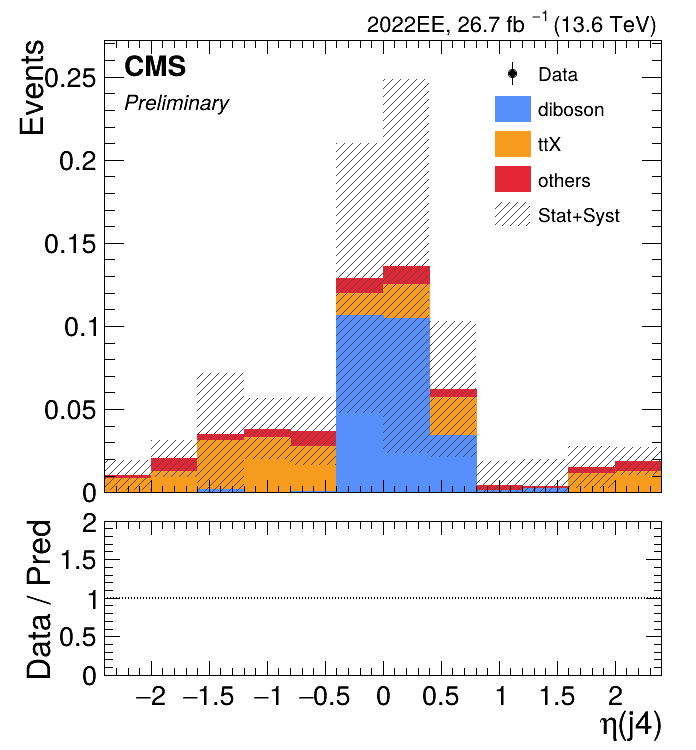 2022EE, 26.7 fb⁻¹ (13.6 TeV)
CMS
Preliminary
Events
0.25
0.2
0.15
0.1
0.05
0
Data
diboson
ttX
others
Stat+Syst
Data / Pred
2
1.5
1
0.5
0
−2 −1.5 −1 −0.5 0 0.5 1 1.5 2
η(j4)